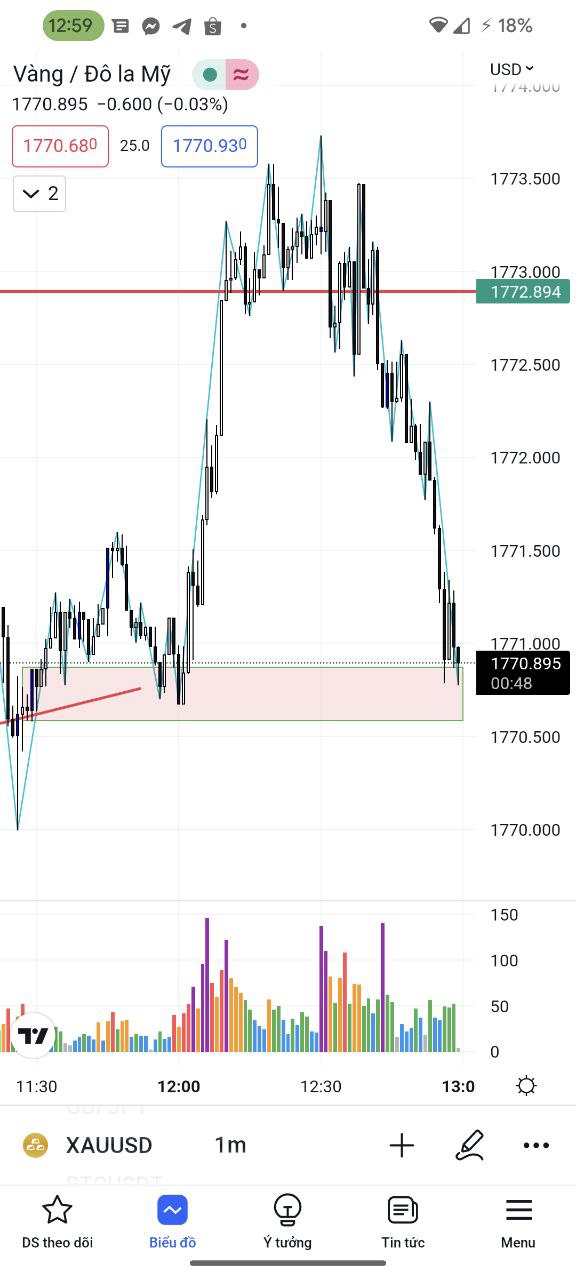 12:59
18%
Vàng / Đô la Mỹ
USD
1770.895 −0.600 (−0.03%)
1774.000
1770.680 25.0 1770.930
2
1773.500
1773.000
1772.894
1772.500
1772.000
1771.500
1771.000
1770.895
00:48
1770.500
1770.000
150
100
50
0
11:30 12:00 12:30 13:0
GBPJPY
XAUUSD 1m
BTCUSDT
DS theo dõi Biểu đồ Ý tưởng Tin tức Menu